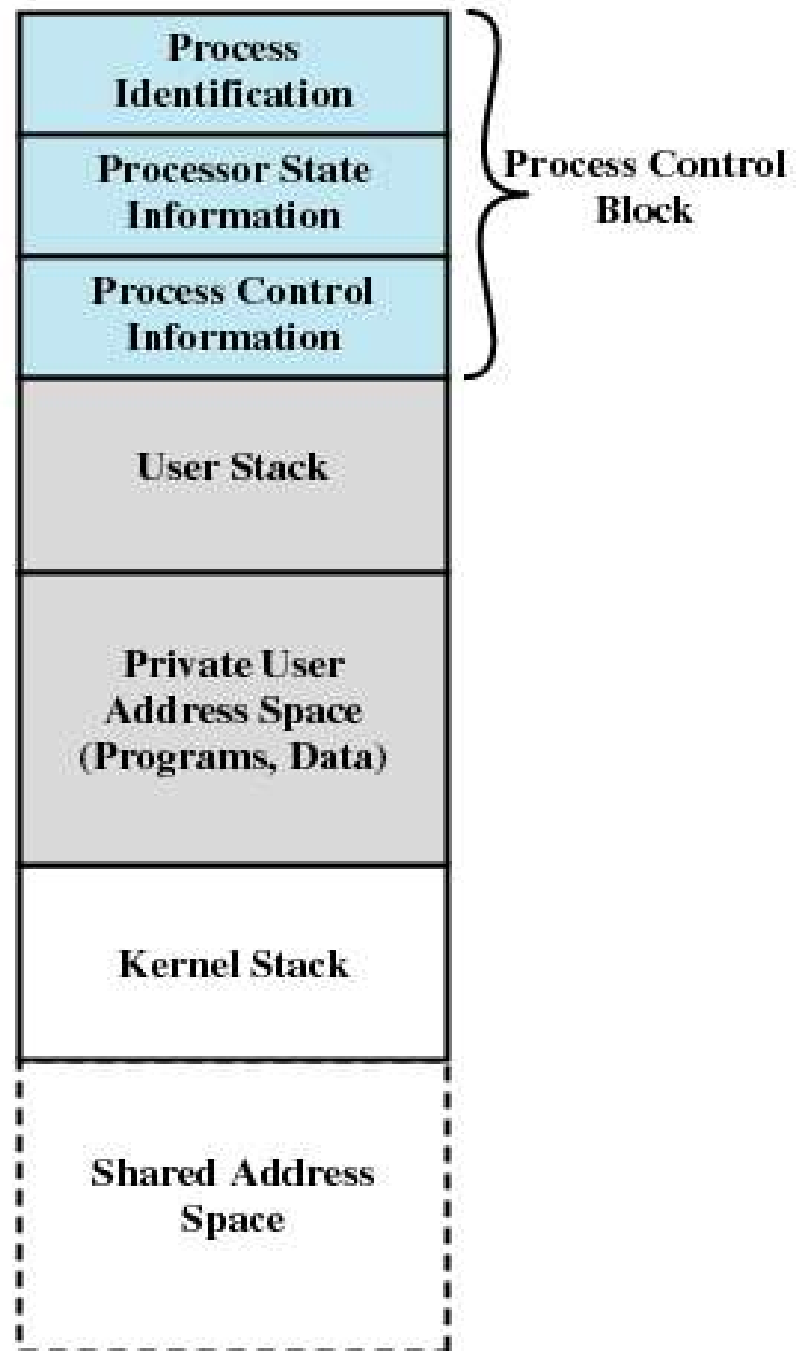 Process
Identification
Processor State
Information
Process Control
Information
Process Control
Block
User Stack
Private User
Address Space
(Programs, Data)
Kernel Stack
Shared Address
Space